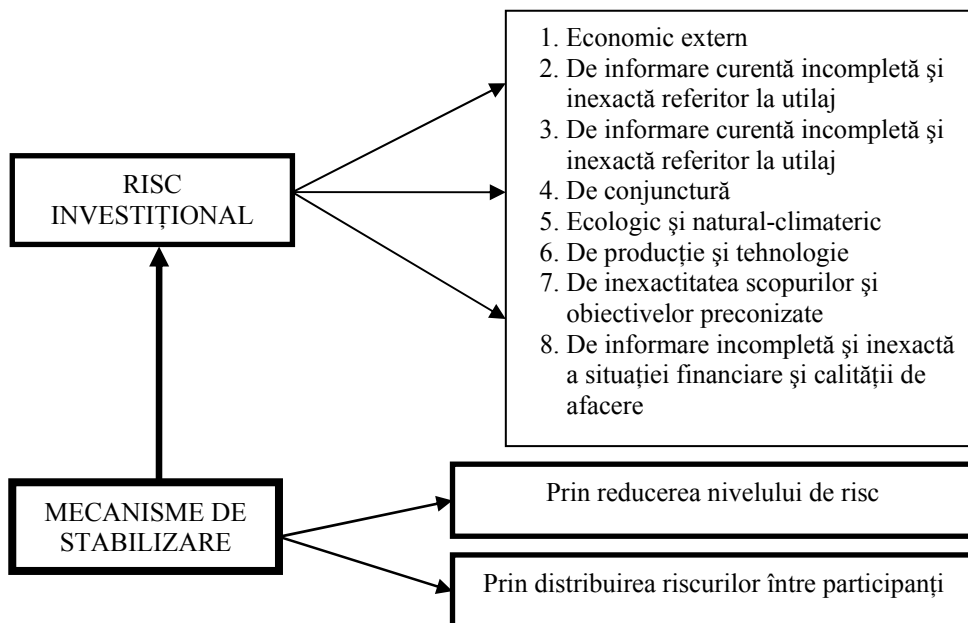 RISC
INVESTIȚIONAL
1. Economic extern
2. De informare curentă incompletă şi
inexactă referitor la utilaj
3. De informare curentă incompletă şi
inexactă referitor la utilaj
4. De conjunctură
5. Ecologic şi natural-climateric
6. De producție şi tehnologie
7. De inexactitatea scopurilor şi
obiectivelor preconizate
8. De informare incompletă şi inexactă
a situației financiare şi calității de
afacere
MECANISME DE
STABILIZARE
Prin reducerea nivelului de risc
Prin distribuirea riscurilor între participanți